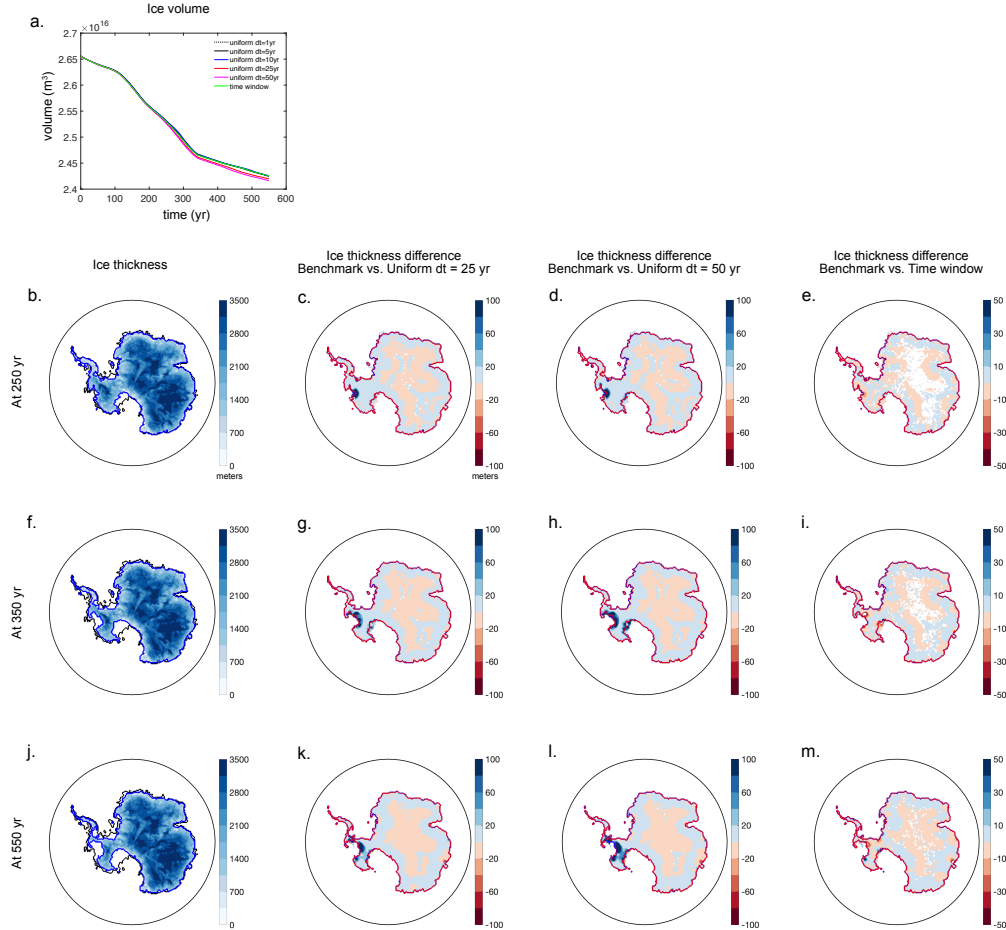 Ice volume
a.
×10¹⁶
2.7
2.65
2.6
2.55
2.5
2.45
2.4
volume (m³)
0 100 200 300 400 500 600
time (yr)
uniform dt=1yr
uniform dt=5yr
uniform dt=10yr
uniform dt=25yr
uniform dt=50yr
time window
Ice thickness
Ice thickness difference
Benchmark vs. Uniform dt = 25 yr
Ice thickness difference
Benchmark vs. Uniform dt = 50 yr
Ice thickness difference
Benchmark vs. Time window
At 250 yr
b.
3500
2800
2100
1400
700
0
meters
c.
100
60
20
-20
-60
-100
meters
d.
100
60
20
-20
-60
-100
e.
50
30
10
-10
-30
-50
At 350 yr
f.
3500
2800
2100
1400
700
0
g.
100
60
20
-20
-60
-100
h.
100
60
20
-20
-60
-100
i.
50
30
10
-10
-30
-50
At 550 yr
j.
3500
2800
2100
1400
700
0
k.
100
60
20
-20
-60
-100
l.
100
60
20
-20
-60
-100
m.
50
30
10
-10
-30
-50